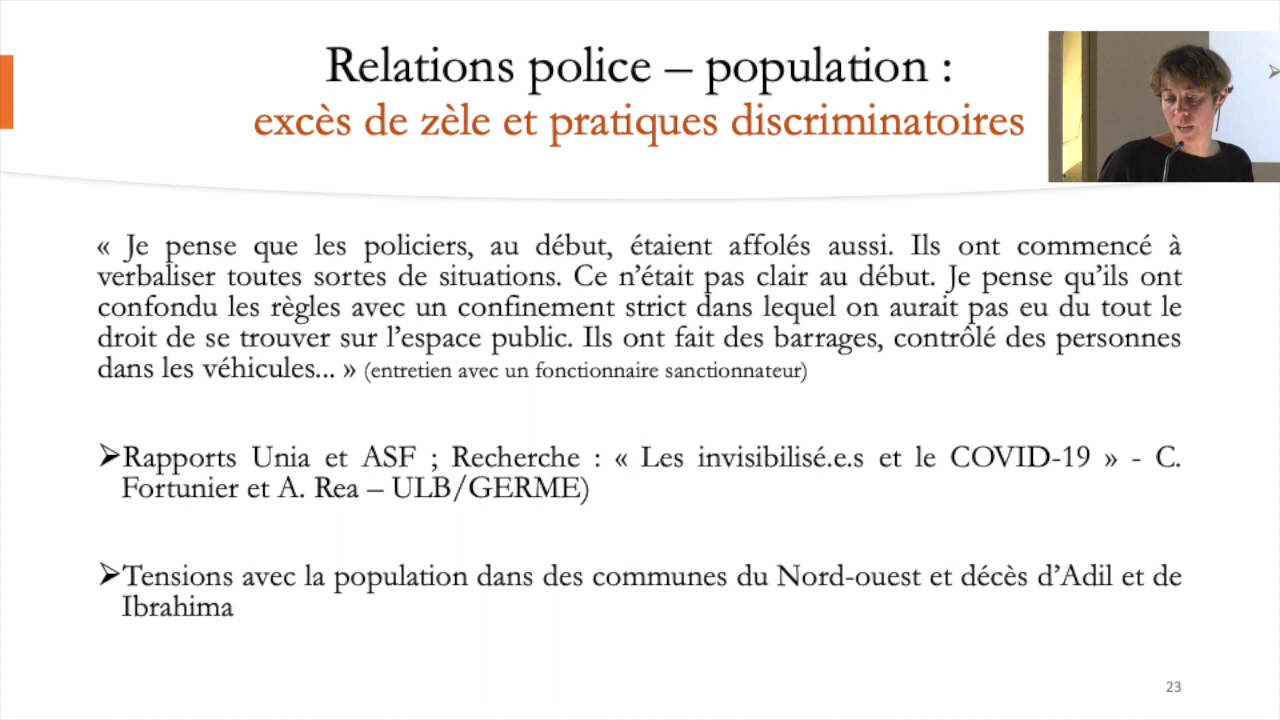 Relations police – population :
excès de zèle et pratiques discriminatoires
« Je pense que les policiers, au début, étaient affolés aussi. Ils ont commencé à
verbaliser toutes sortes de situations. Ce n’était pas clair au début. Je pense qu’ils ont
confondu les règles avec un confinement strict dans lequel on aurait pas eu du tout le
droit de se trouver sur l’espace public. Ils ont fait des barrages, contrôlé des personnes
dans les véhicules... » (entretien avec un fonctionnaire sanctionnateur)
➢Rapports Unia et ASF ; Recherche : « Les invisibilisé.e.s et le COVID-19 » - C.
Fortunier et A. Rea – ULB/GERME)
➢Tensions avec la population dans des communes du Nord-ouest et décès d’Adil et de
Ibrahima
23